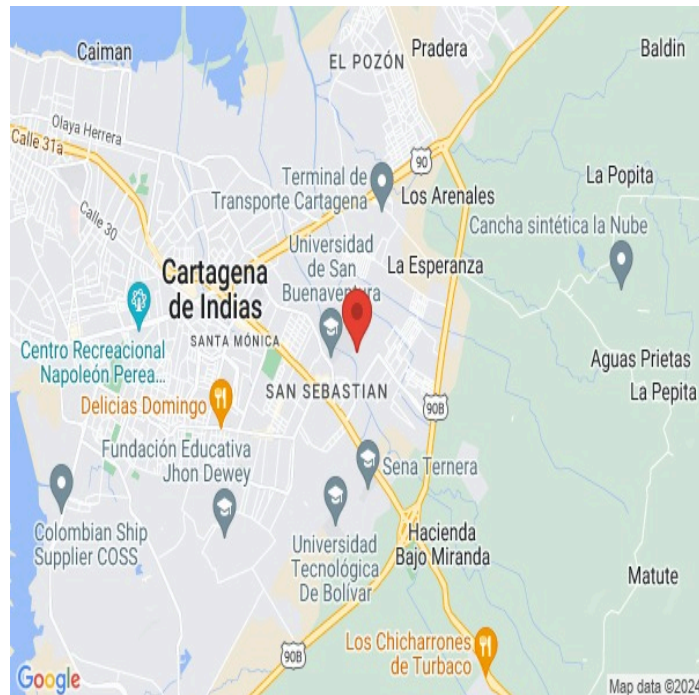 Caiman
Pradera
Baldin
EL POZÓN
Olaya Herrera
Calle 31a
90
Terminal de
Transporte Cartagena
Los Arenales
La Popita
Calle 30
Cancha sintética la Nube
Universidad
de San
Buenaventura
La Esperanza
Cartagena
de Indias
SANTA MÓNICA
Centro Recreacional
Napoleón Perea...
Aguas Prietas
La Pepita
SAN SEBASTIAN
90B
Delicias Domingo
Fundación Educativa
Jhon Dewey
Sena Ternera
Colombian Ship
Supplier COSS
Universidad
Tecnológica
De Bolívar
Hacienda
Bajo Miranda
Matute
90B
Los Chicharrones
de Turbaco
Google
Map data ©2024